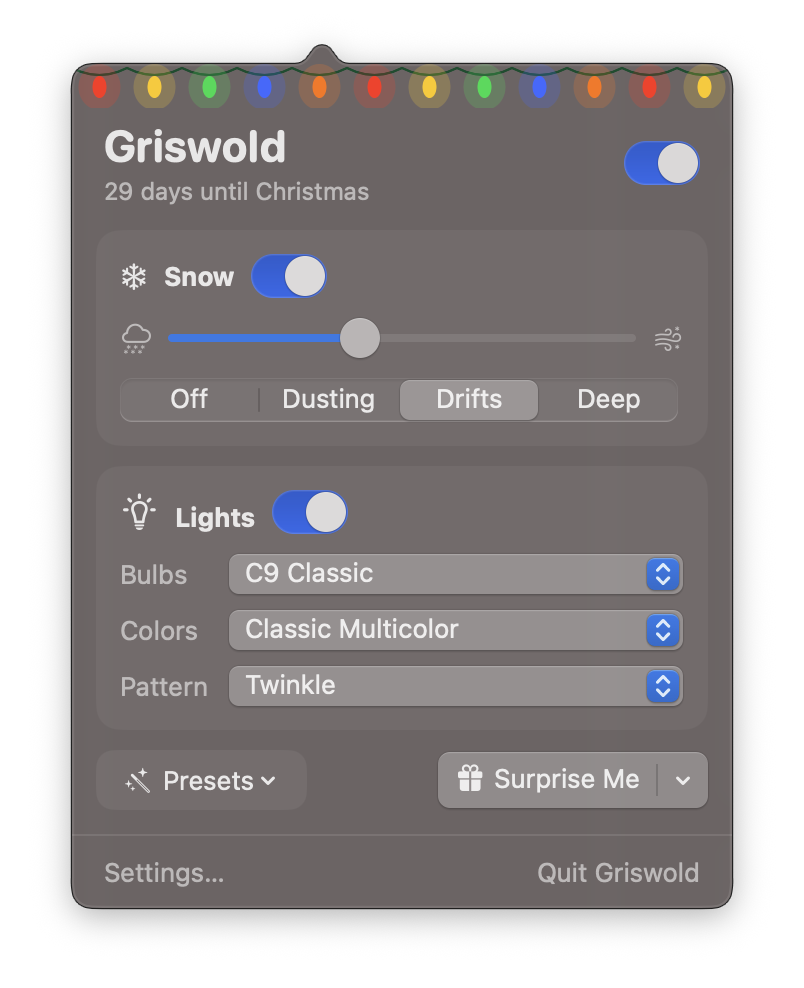 Griswold
29 days until Christmas
Snow
Off Dusting Drifts Deep
Lights
Bulbs C9 Classic
Colors Classic Multicolor
Pattern Twinkle
Presets Surprise Me
Settings... Quit Griswold